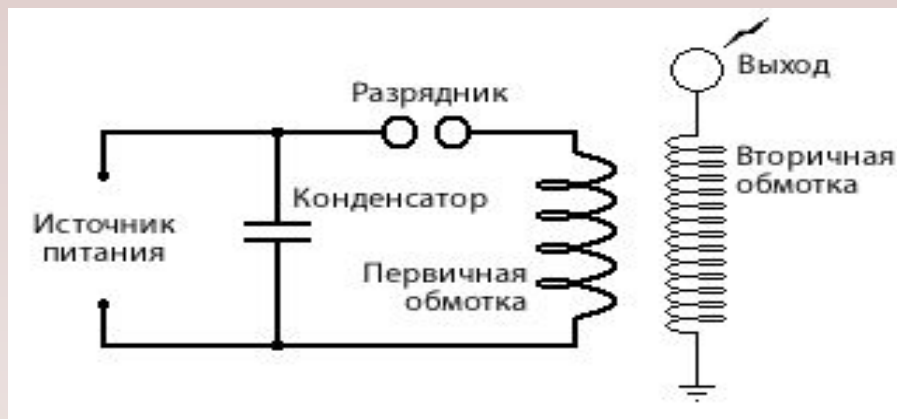 Выход
Разрядник
Вторичная
обмотка
Конденсатор
Источник
питания
Первичная
обмотка